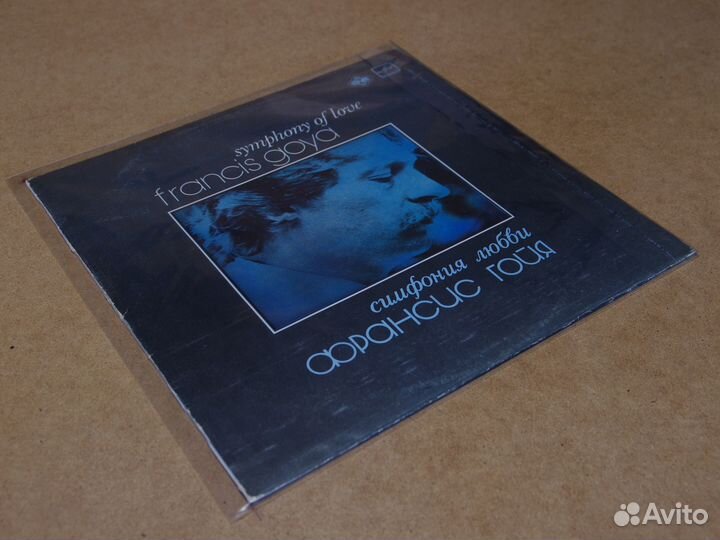 symphony of love
francis goya
симфония любви
франсис гойя
Avito